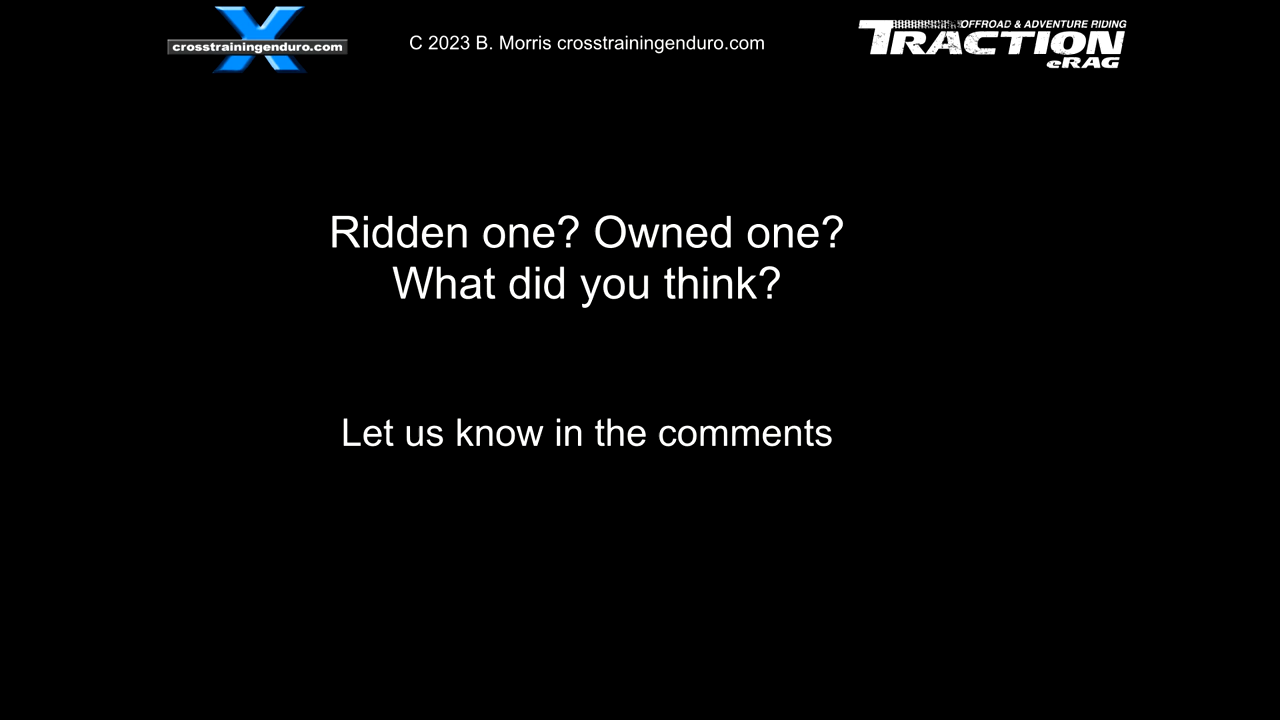 X
crosstrainingenduro.com
C 2023 B. Morris crosstrainingenduro.com
OFFROAD & ADVENTURE RIDING
TRACTION
eRAG
Ridden one? Owned one?
What did you think?
Let us know in the comments